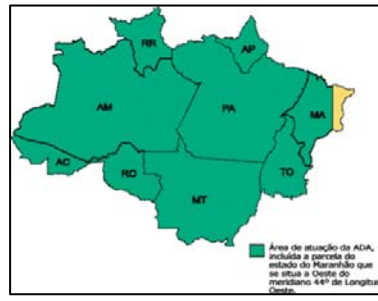 RR
AP
AM
PA
MA
AC
RO
TO
MT
Área de atuação da ADA,
incluída a parcela do
estado do Maranhão que
se situa a Oeste do
meridiano 44º de Longitud
Oeste.